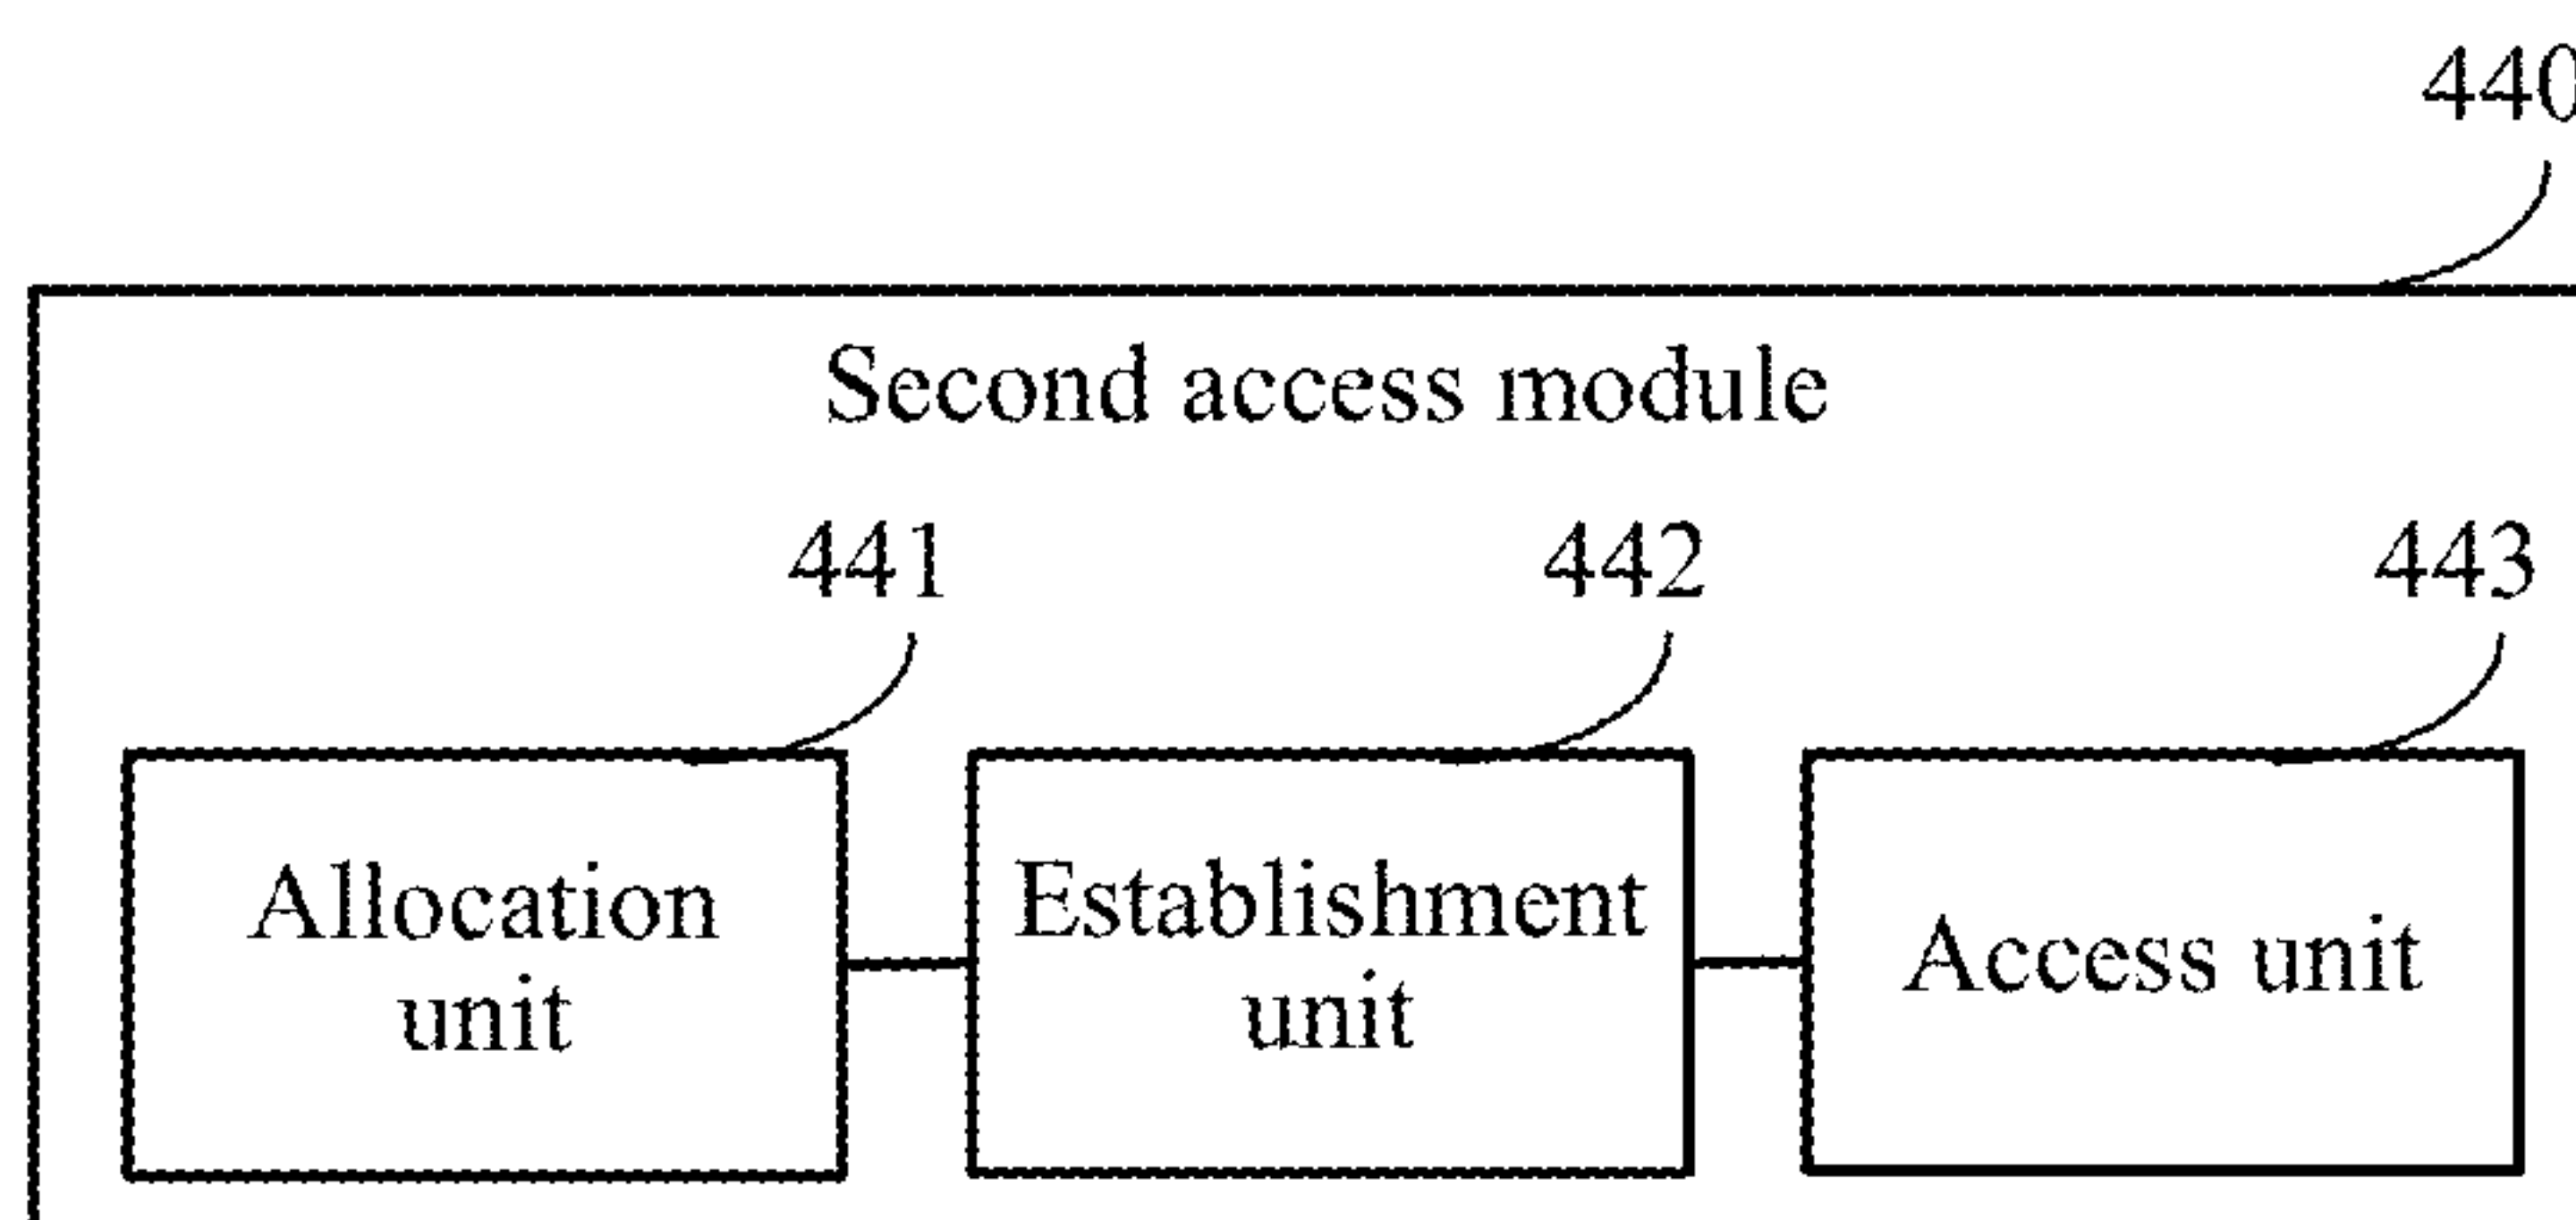 440
Second access module
441
442
443
Allocation
unit
Establishment
unit
Access unit